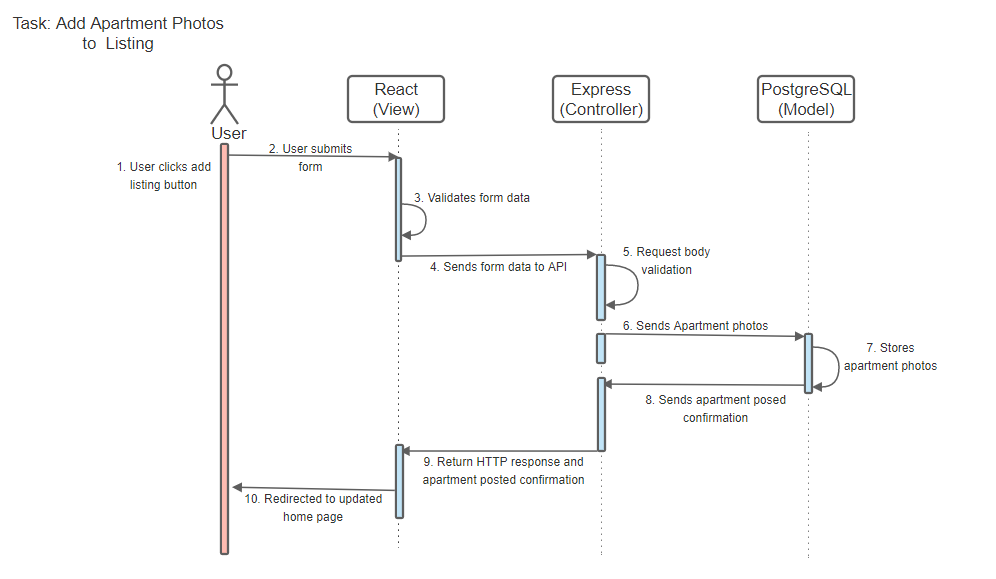 Task: Add Apartment Photos
to Listing
User
React
(View)
Express
(Controller)
PostgreSQL
(Model)
1. User clicks add
listing button
2. User submits
form
3. Validates form data
4. Sends form data to API
5. Request body
validation
6. Sends Apartment photos
7. Stores
apartment photos
8. Sends apartment posed
confirmation
9. Return HTTP response and
apartment posted confirmation
10. Redirected to updated
home page